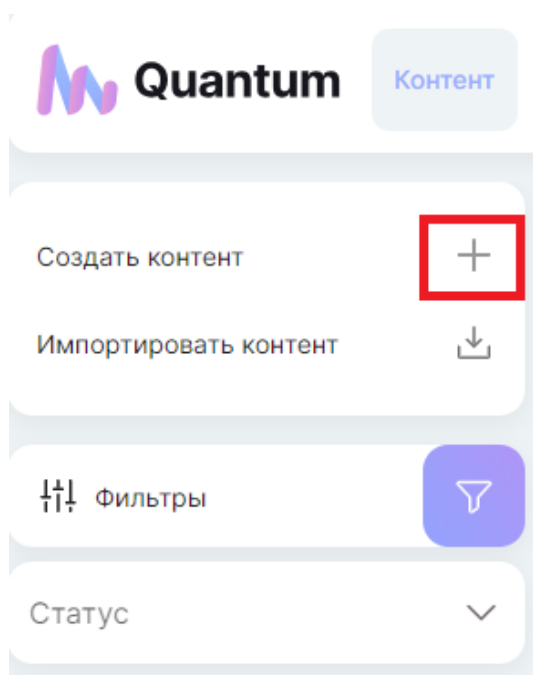 Quantum
Контент
Создать контент
Импортировать контент
Фильтры
Статус